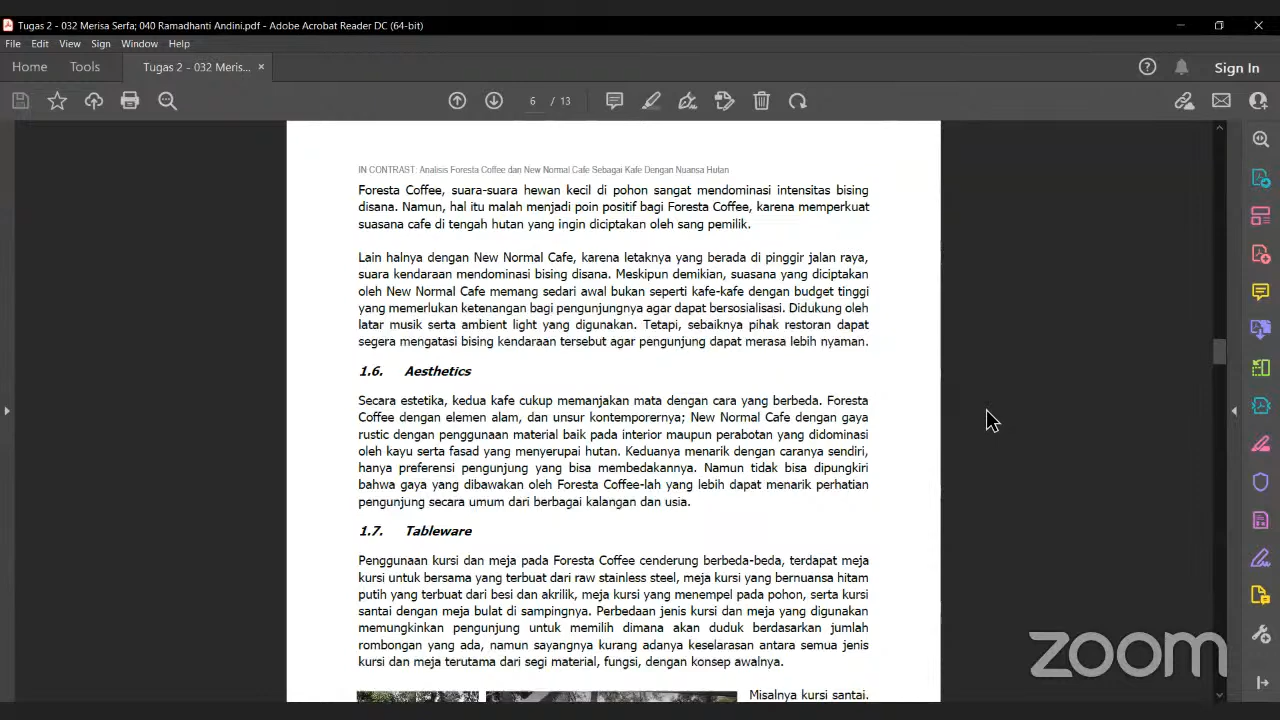 Tugas 2 - 032 Merisa Serfa; 040 Ramadhanti Andini.pdf - Adobe Acrobat Reader DC (64-bit)
File Edit View Sign Window Help
Home Tools Tugas 2 - 032 Meris... × Sign In
6 / 13
IN CONTRAST: Analisis Foresta Coffee dan New Normal Cafe Sebagai Kafe Dengan Nuansa Hutan
Foresta Coffee, suara-suara hewan kecil di pohon sangat mendominasi intensitas bising
disana. Namun, hal itu malah menjadi poin positif bagi Foresta Coffee, karena memperkuat
suasana cafe di tengah hutan yang ingin diciptakan oleh sang pemilik.
Lain halnya dengan New Normal Cafe, karena letaknya yang berada di pinggir jalan raya,
suara kendaraan mendominasi bising disana. Meskipun demikian, suasana yang diciptakan
oleh New Normal Cafe memang sedari awal bukan seperti kafe-kafe dengan budget tinggi
yang memerlukan ketenangan bagi pengunjungnya agar dapat bersosialisasi. Didukung oleh
latar musik serta ambient light yang digunakan. Tetapi, sebaiknya pihak restoran dapat
segera mengatasi bising kendaraan tersebut agar pengunjung dapat merasa lebih nyaman.
1.6. Aesthetics
Secara estetika, kedua kafe cukup memanjakan mata dengan cara yang berbeda. Foresta
Coffee dengan elemen alam, dan unsur kontemporernya; New Normal Cafe dengan gaya
rustic dengan penggunaan material baik pada interior maupun perabotan yang didominasi
oleh kayu serta fasad yang menyerupai hutan. Keduanya menarik dengan caranya sendiri,
hanya preferensi pengunjung yang bisa membedakannya. Namun tidak bisa dipungkiri
bahwa gaya yang dibawakan oleh Foresta Coffee-lah yang lebih dapat menarik perhatian
pengunjung secara umum dari berbagai kalangan dan usia.
1.7. Tableware
Penggunaan kursi dan meja pada Foresta Coffee cenderung berbeda-beda, terdapat meja
kursi untuk bersama yang terbuat dari raw stainless steel, meja kursi yang bernuansa hitam
putih yang terbuat dari besi dan akrilik, meja kursi yang menempel pada pohon, serta kursi
santai dengan meja bulat di sampingnya. Perbedaan jenis kursi dan meja yang digunakan
memungkinkan pengunjung untuk memilih dimana akan duduk berdasarkan jumlah
rombongan yang ada, namun sayangnya kurang adanya keselarasan antara semua jenis
kursi dan meja terutama dari segi material, fungsi, dengan konsep awalnya.
Misalnya kursi santai.
zoom